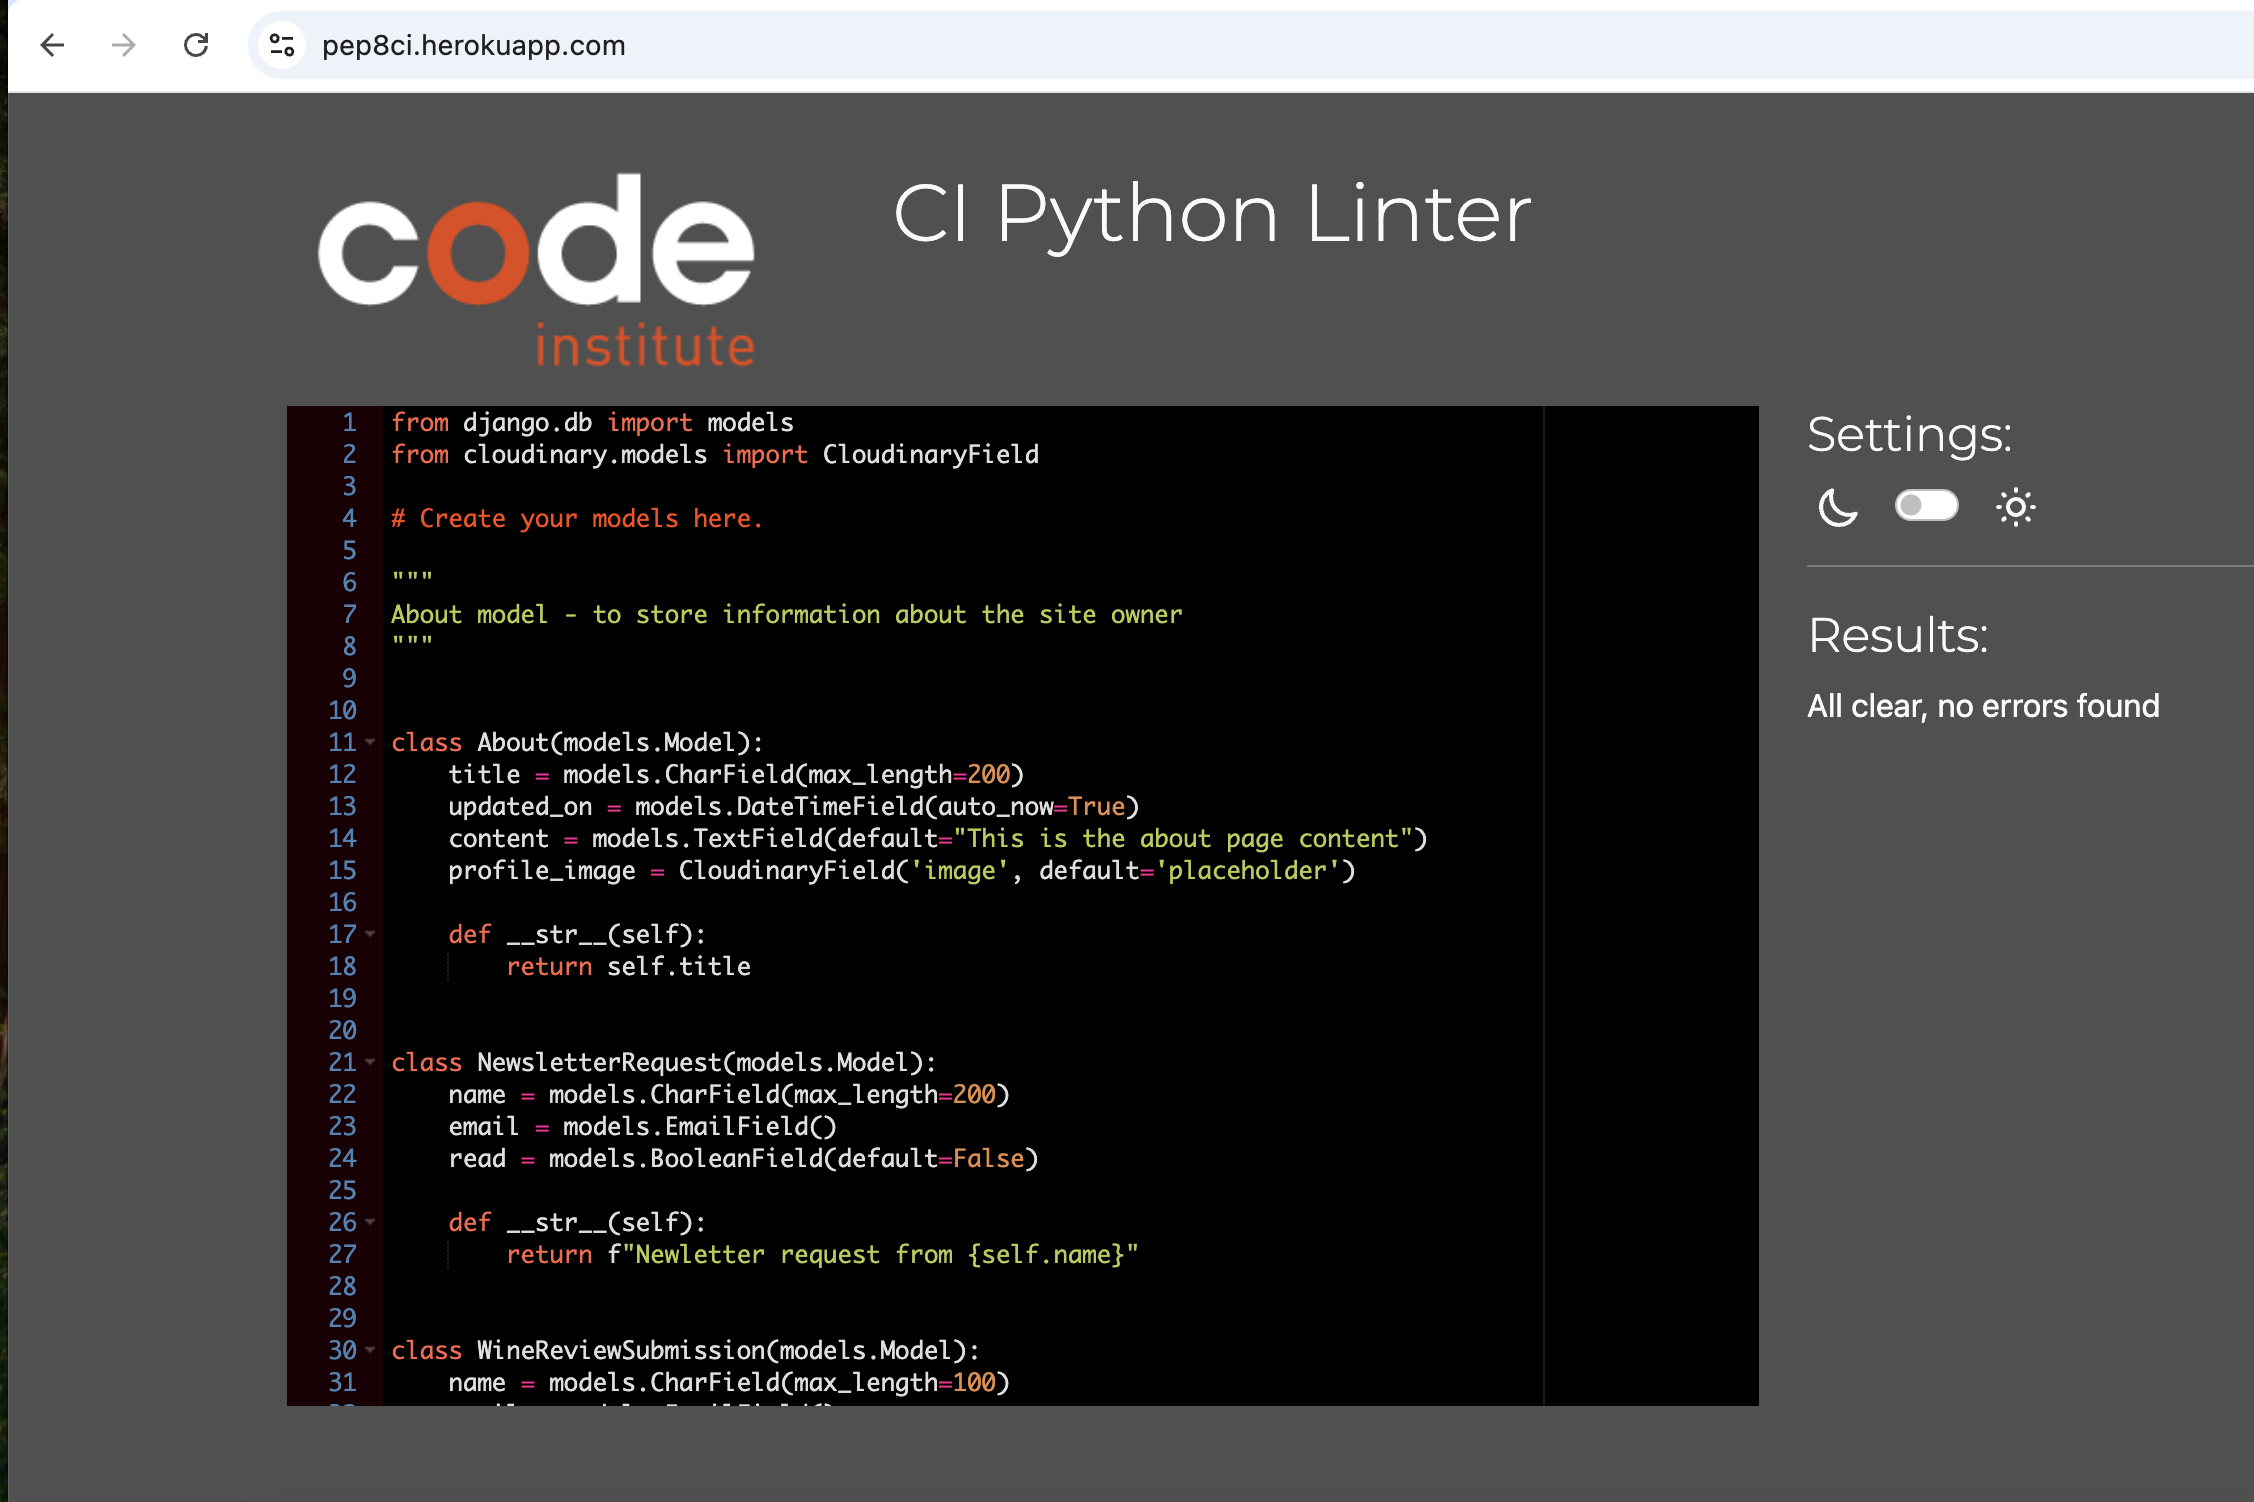 pep8ci.herokuapp.com
code
institute
CI Python Linter
1 from django.db import models
2 from cloudinary.models import CloudinaryField
3
4 # Create your models here.
5
6 """
7 About model - to store information about the site owner
8 """
9
10
11 class About(models.Model):
12     title = models.CharField(max_length=200)
13     updated_on = models.DateTimeField(auto_now=True)
14     content = models.TextField(default="This is the about page content")
15     profile_image = CloudinaryField('image', default='placeholder')
16
17     def __str__(self):
18         return self.title
19
20
21 class NewsletterRequest(models.Model):
22     name = models.CharField(max_length=200)
23     email = models.EmailField()
24     read = models.BooleanField(default=False)
25
26     def __str__(self):
27         return f"Newletter request from {self.name}"
28
29
30 class WineReviewSubmission(models.Model):
31     name = models.CharField(max_length=100)
Settings:
Results:
All clear, no errors found